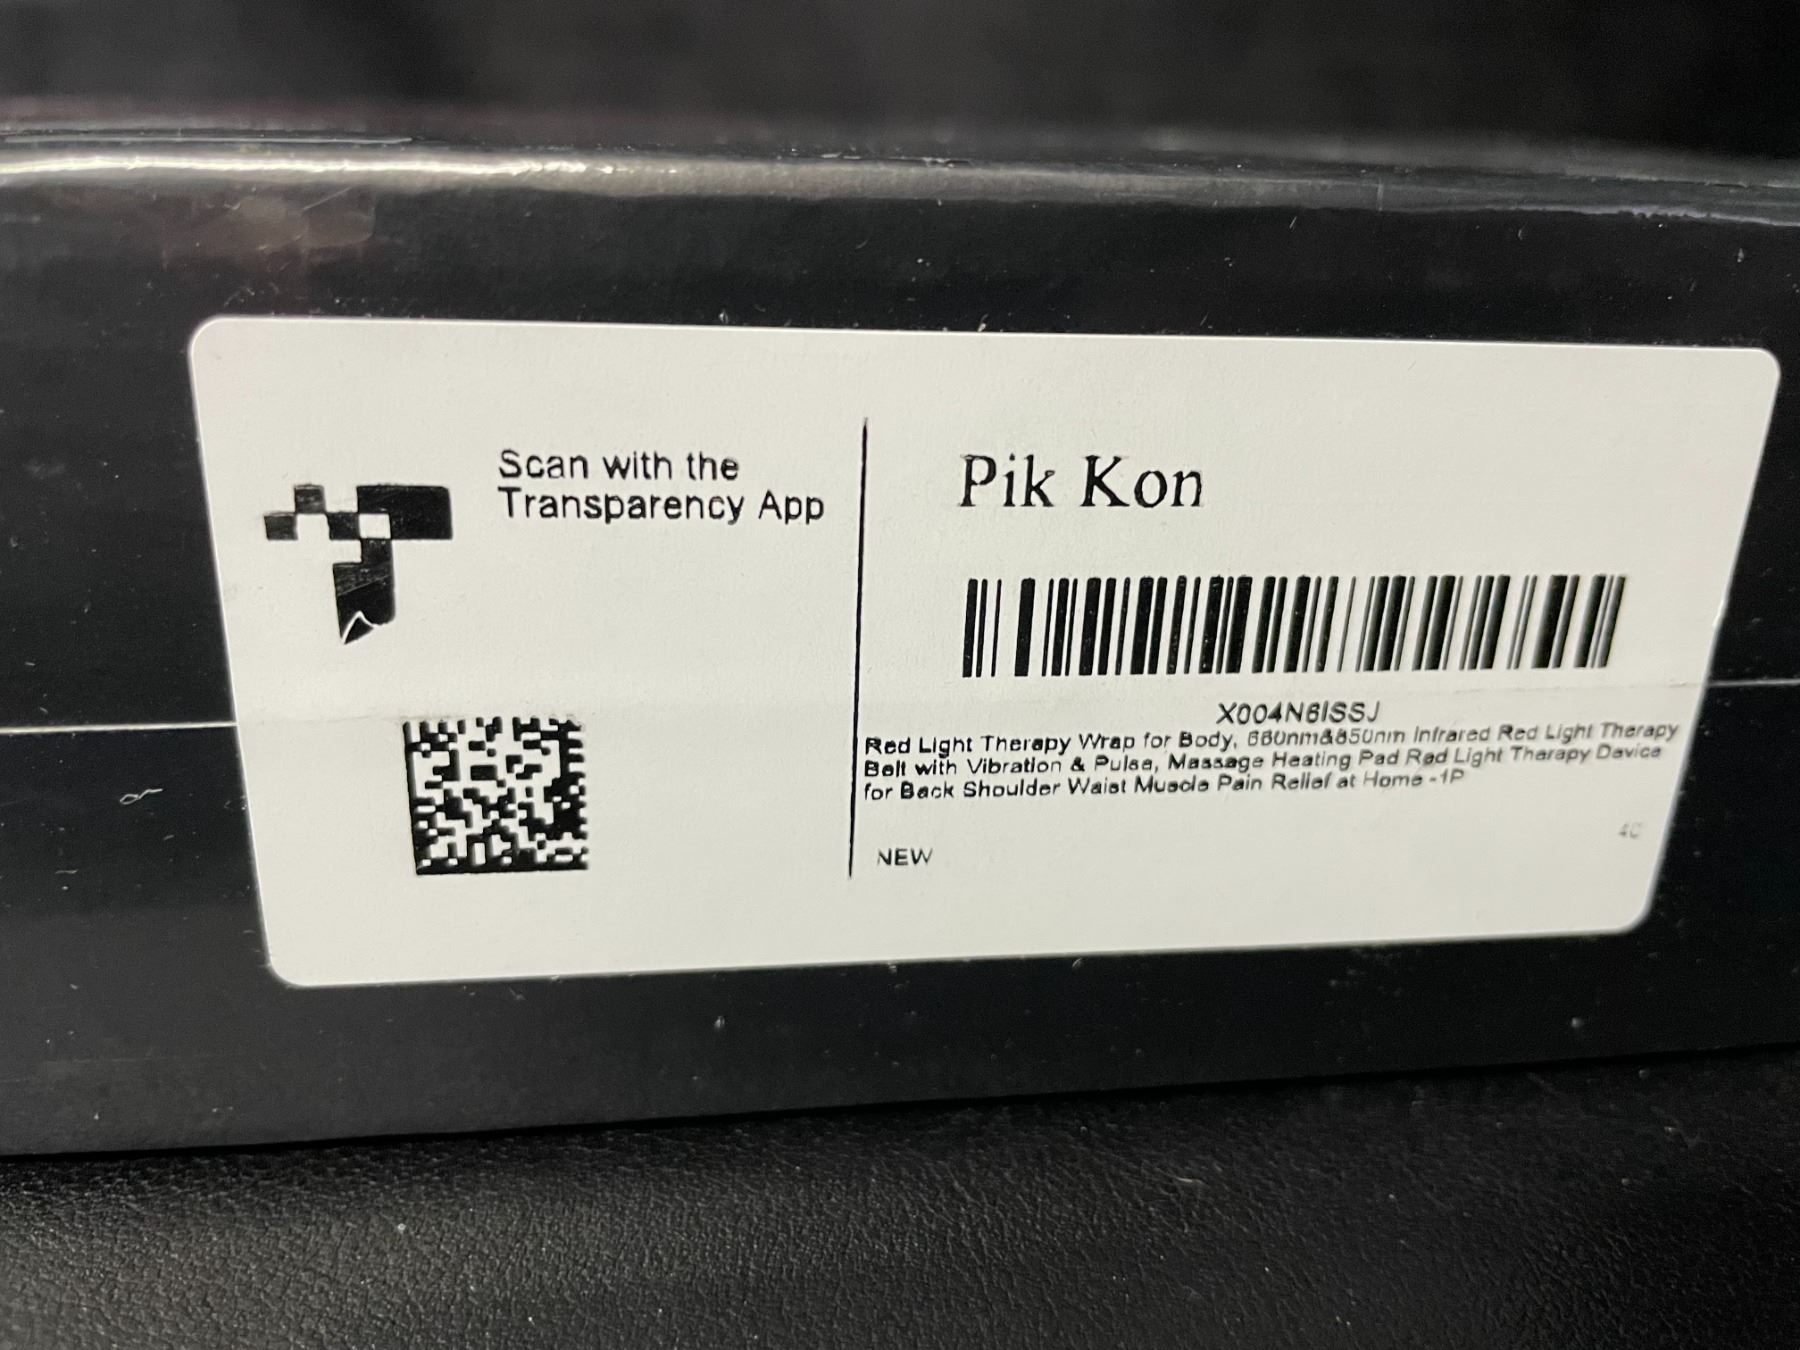 Scan with the
Transparency App
Pik Kon
X004N6ISSJ
Red Light Therapy Wrap for Body, 660nm&850nm Infrared Red Light Therapy
Belt with Vibration & Pulse, Massage Heating Pad Red Light Therapy Device
for Back Shoulder Waist Muscle Pain Relief at Home -1P
NEW
4C